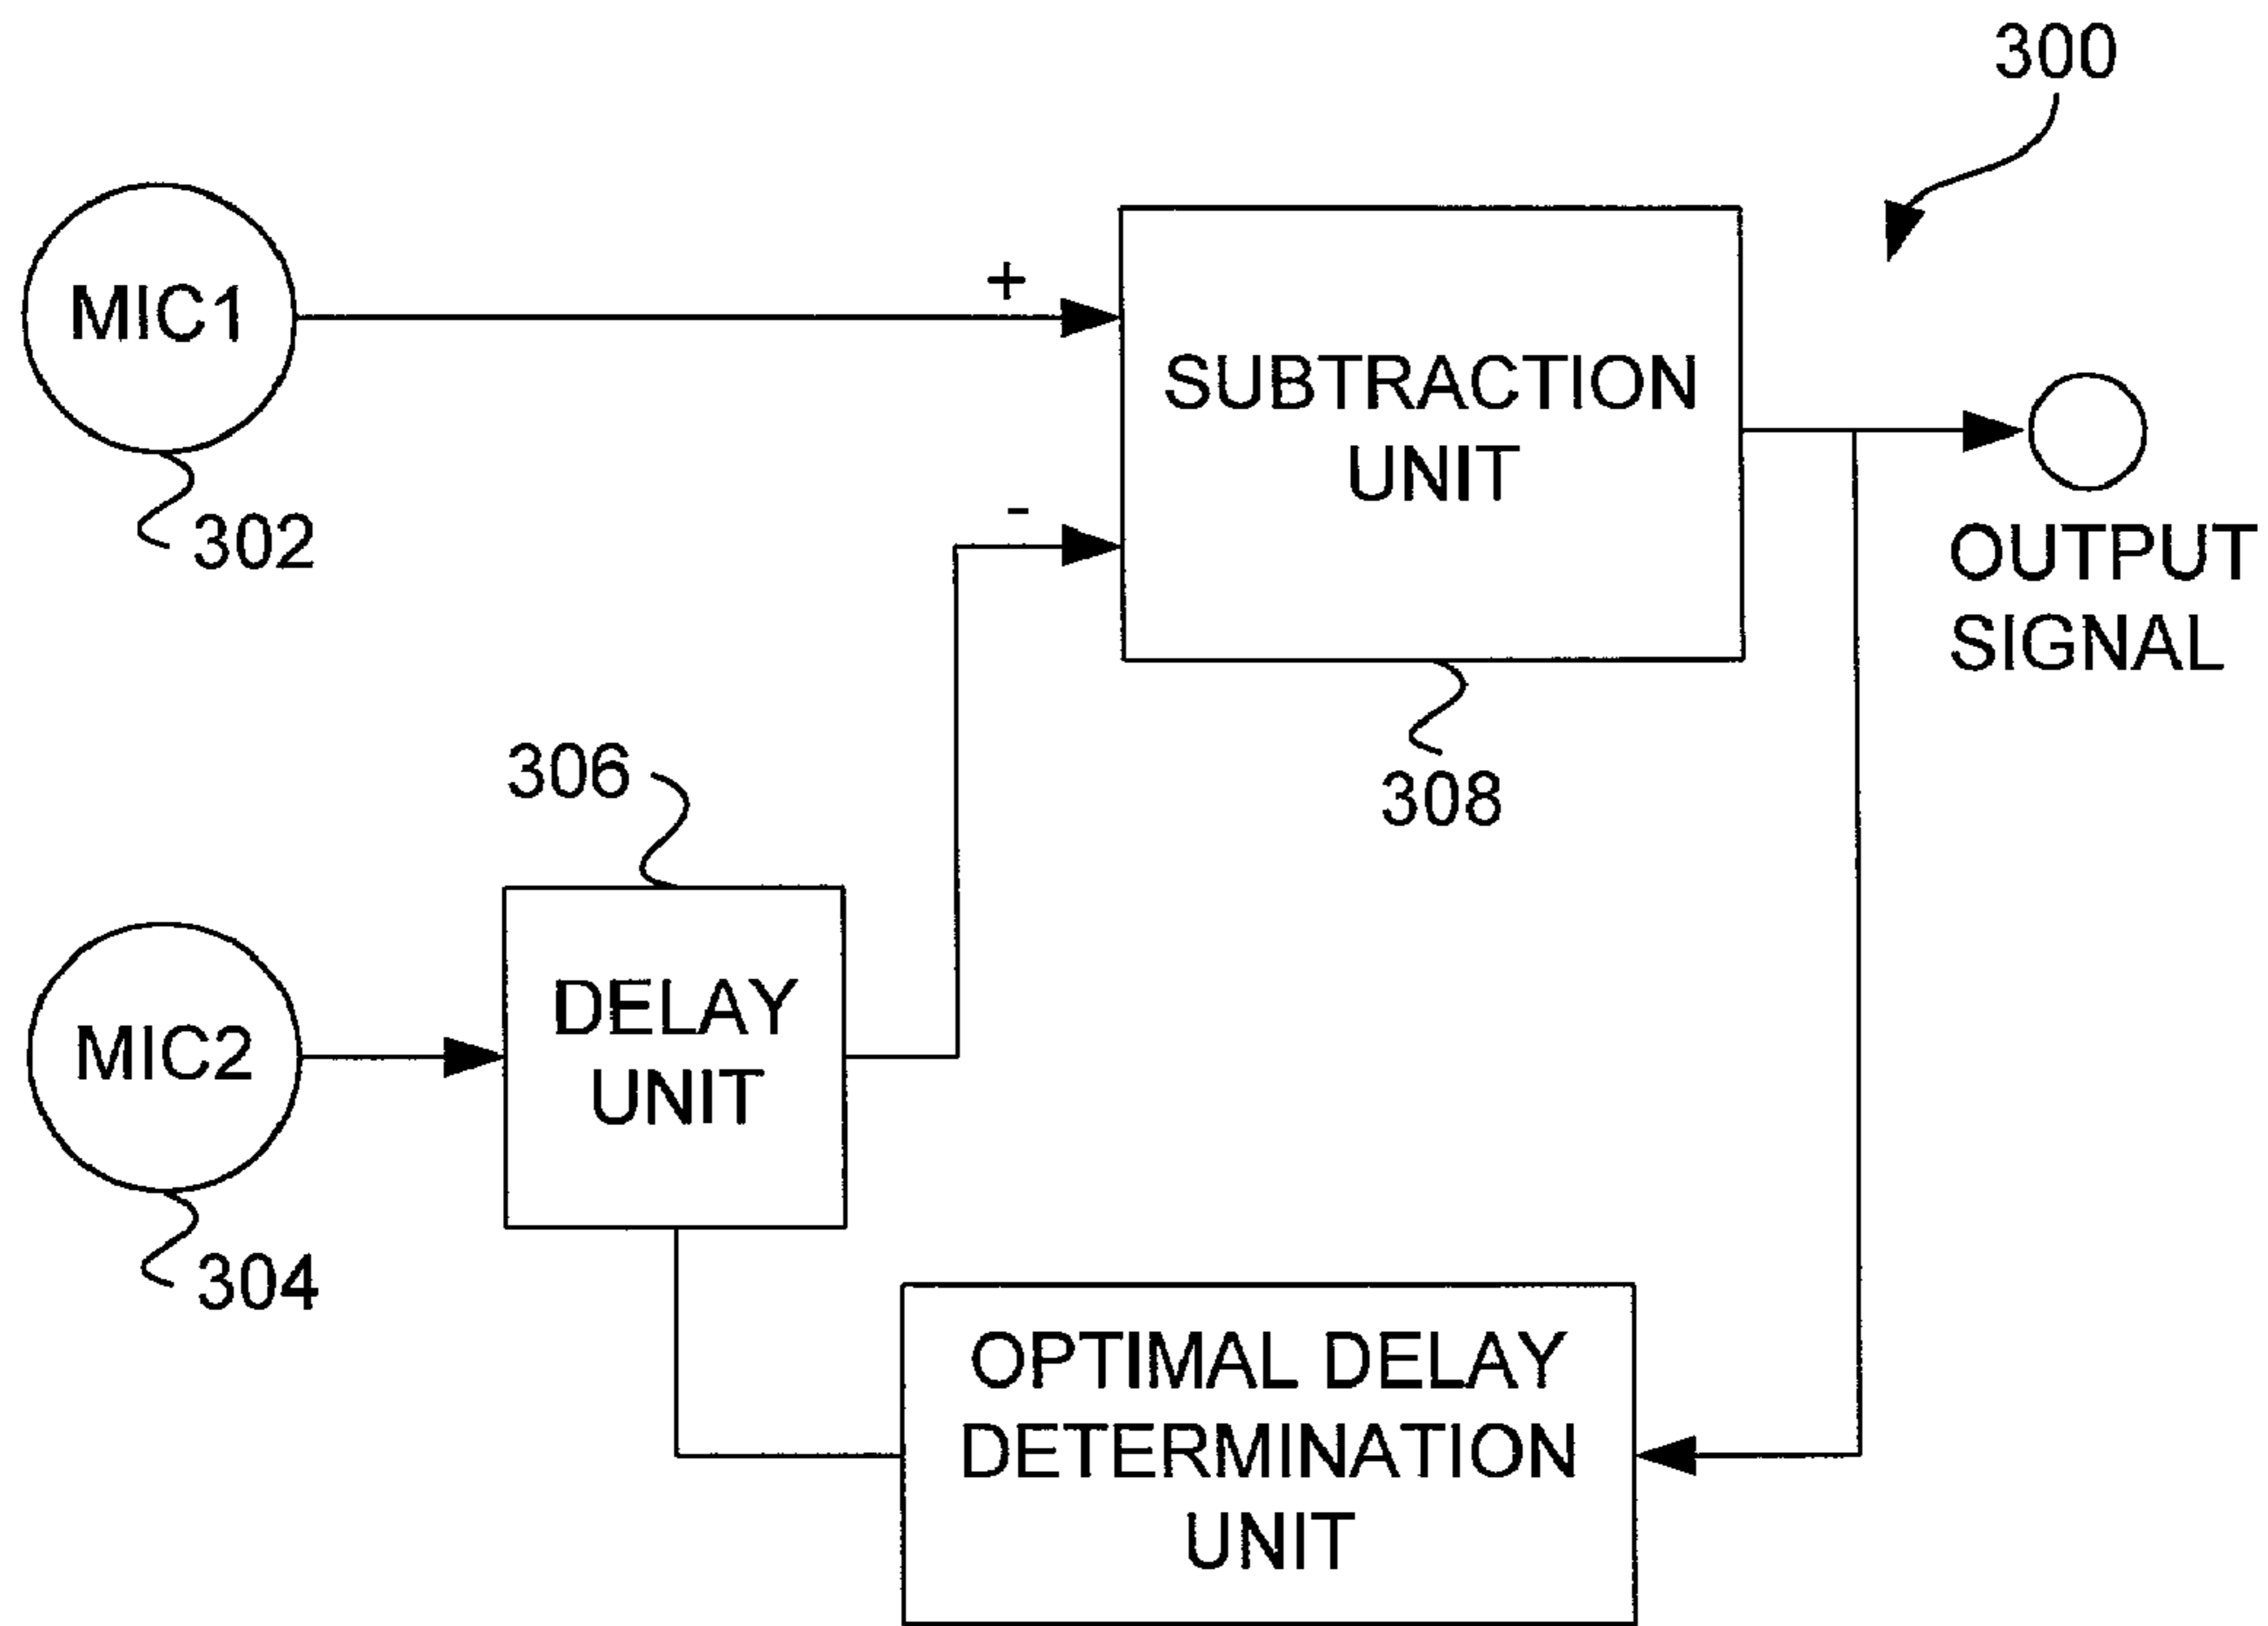 300
MIC1
+
SUBTRACTION
UNIT
-
302
OUTPUT
SIGNAL
306
308
DELAY
UNIT
MIC2
304
OPTIMAL DELAY
DETERMINATION
UNIT